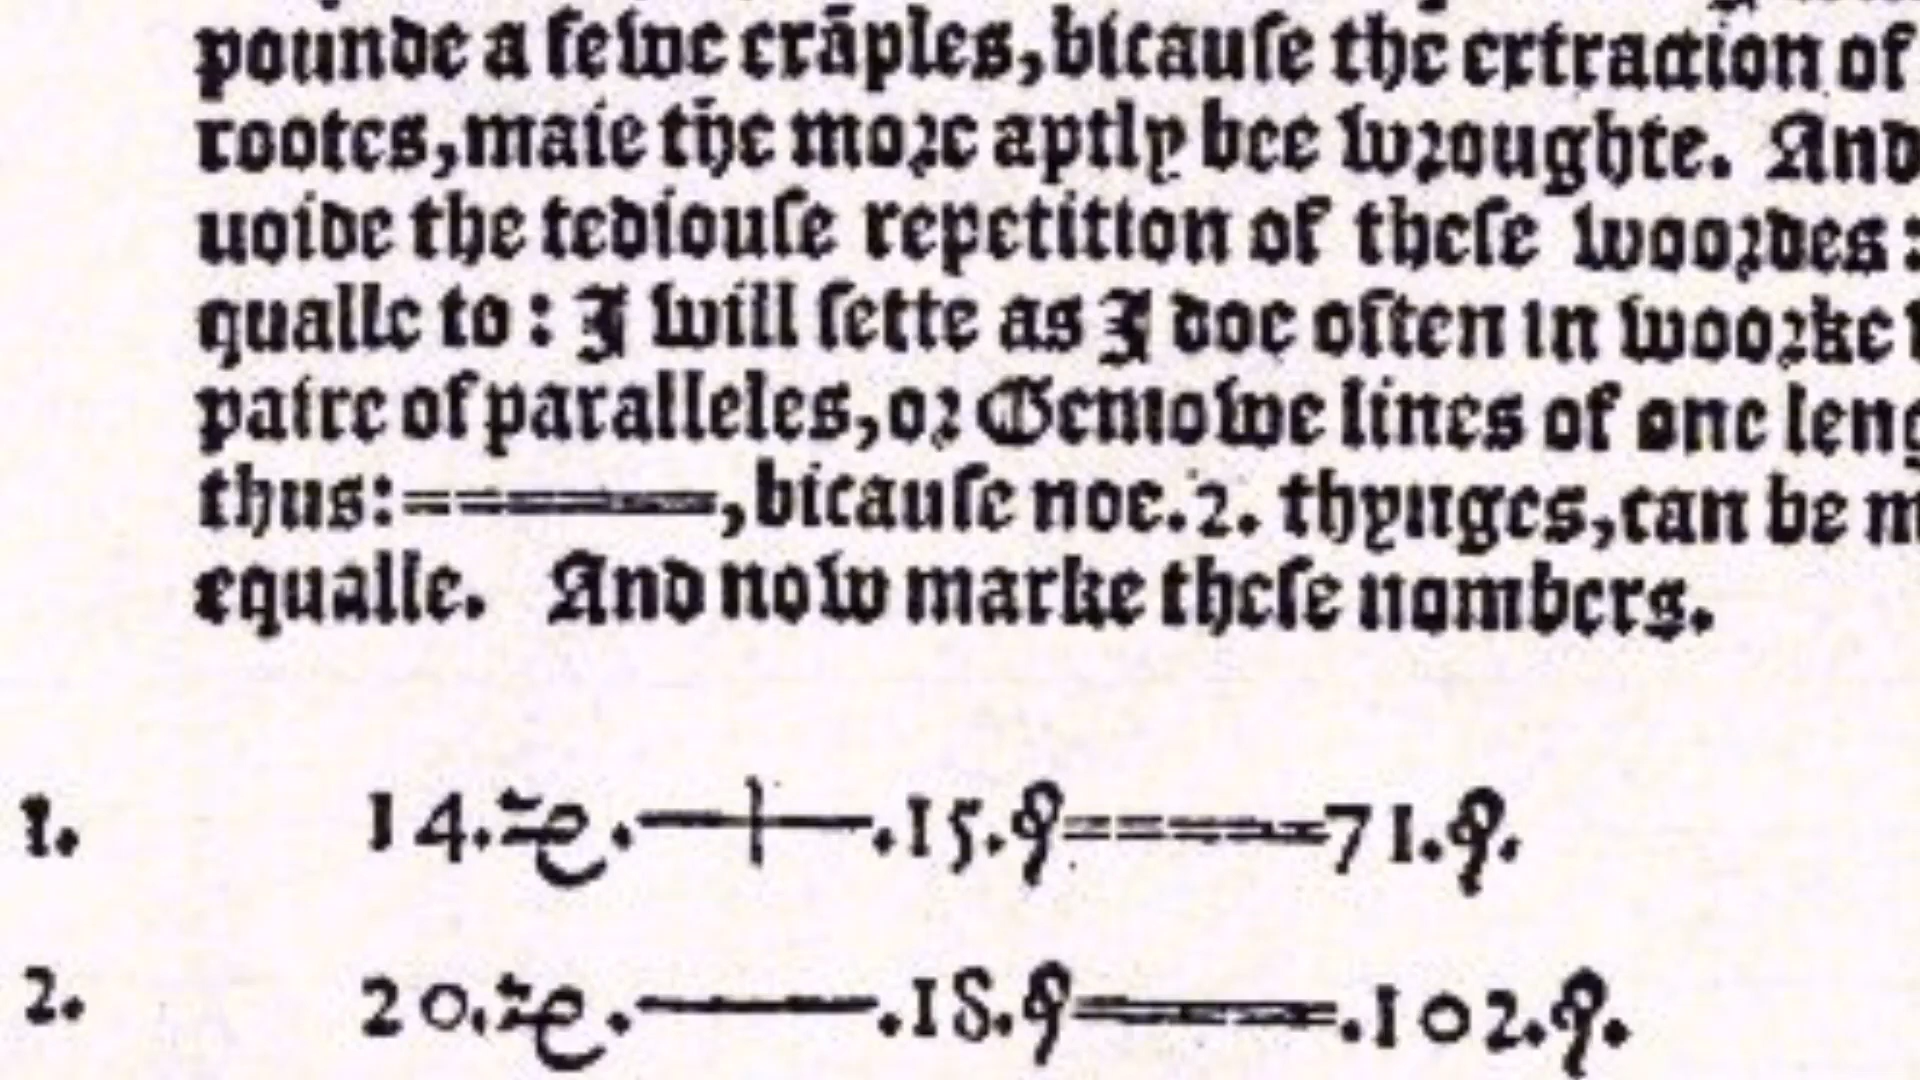 pounde a fewe exāples, bicauſe the extraction of
rootes, maie the more aptly bee wroughte. And
uoide the tediouſe repetition of theſe woordes:
qualle to: I will ſette as I doe often in woorke
paire of paralleles, or Gemowe lines of one leng
thus: ═════, bicauſe noe. 2. thynges, can be m
equalle. And now marke theſe nombers.
1. 14.ꝛe.—+—.15.ꝯ═════71.ꝯ.
2. 20.ꝛe.———.18.ꝯ═════.102.ꝯ.